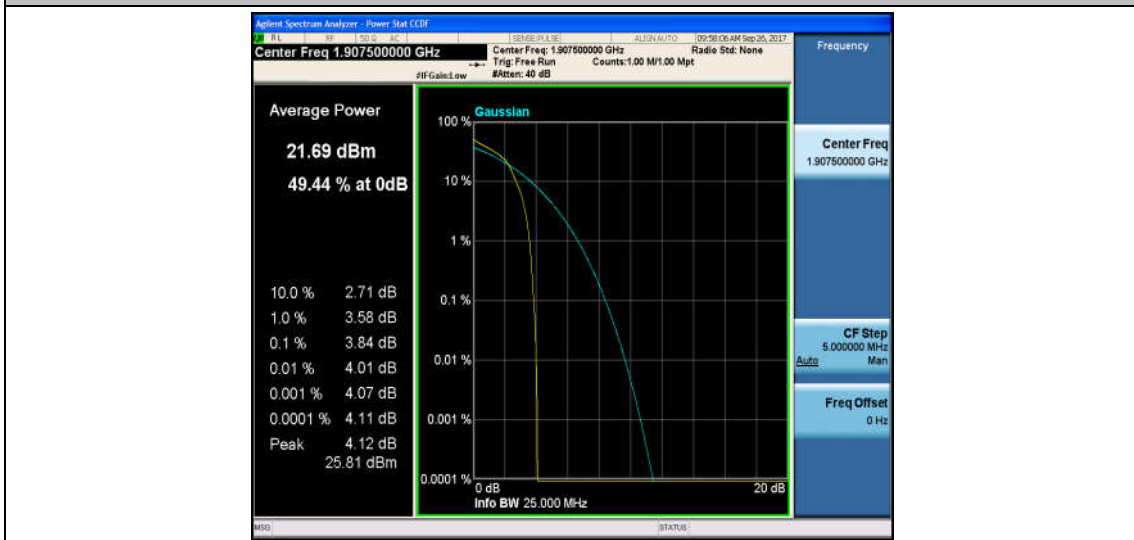 Agilent Spectrum Analyzer - Power Stat CCDF
RL RF 50 Ω AC SENSE:PULSE ALIGN AUTO 09:58:06 AM Sep 26, 2017
Center Freq 1.907500000 GHz
Center Freq: 1.907500000 GHz Radio Std: None
Trig: Free Run Counts:1.00 M/1.00 Mpt
#IFGain:Low #Atten: 40 dB
Frequency
Average Power
21.69 dBm
49.44 % at 0dB
10.0 % 2.71 dB
1.0 % 3.58 dB
0.1 % 3.84 dB
0.01 % 4.01 dB
0.001 % 4.07 dB
0.0001 % 4.11 dB
Peak 4.12 dB
25.81 dBm
Gaussian
100 %
10 %
1 %
0.1 %
0.01 %
0.001 %
0.0001 %
0 dB 20 dB
Info BW 25.000 MHz
Center Freq
1.907500000 GHz
CF Step
5.000000 MHz
Auto Man
Freq Offset
0 Hz
MSG STATUS